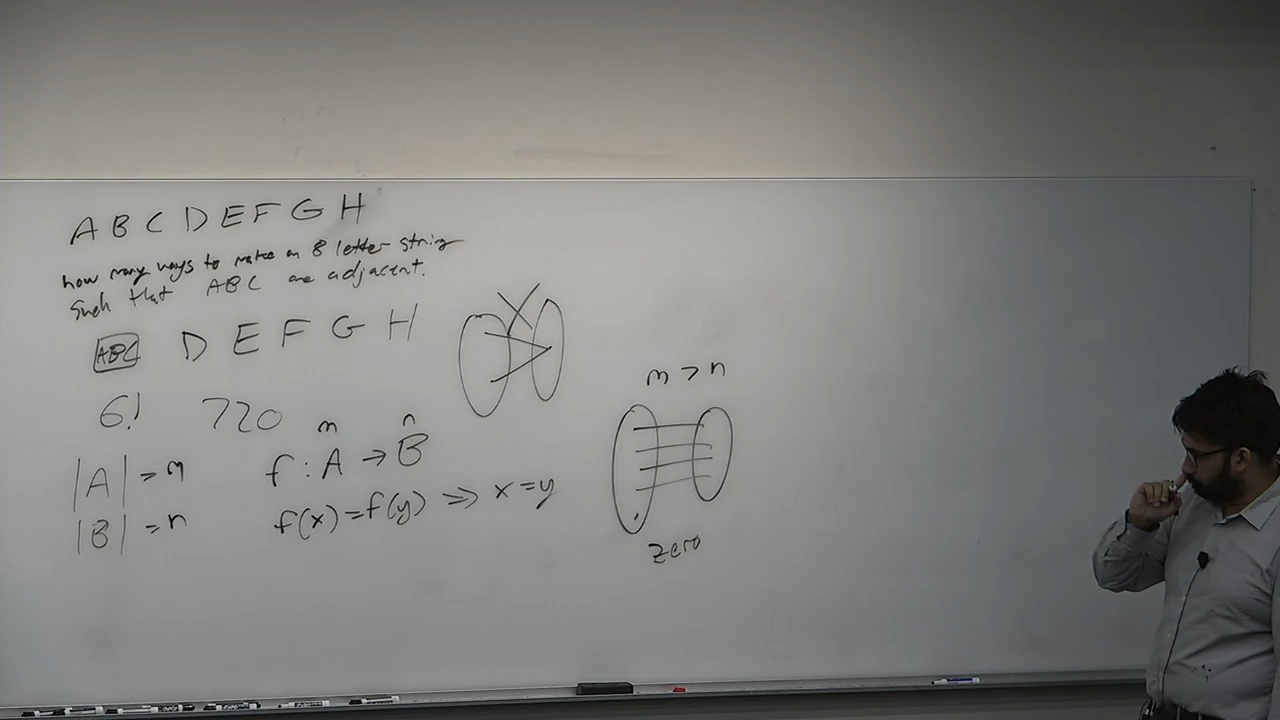 A B C D E F G H
how many ways to make an 8 letter string
such that ABC are adjacent.
ABC D E F G H
6! 720
|A| = m
|B| = n
m n
f : A → B
f(x) = f(y) => x = y
m > n
zero